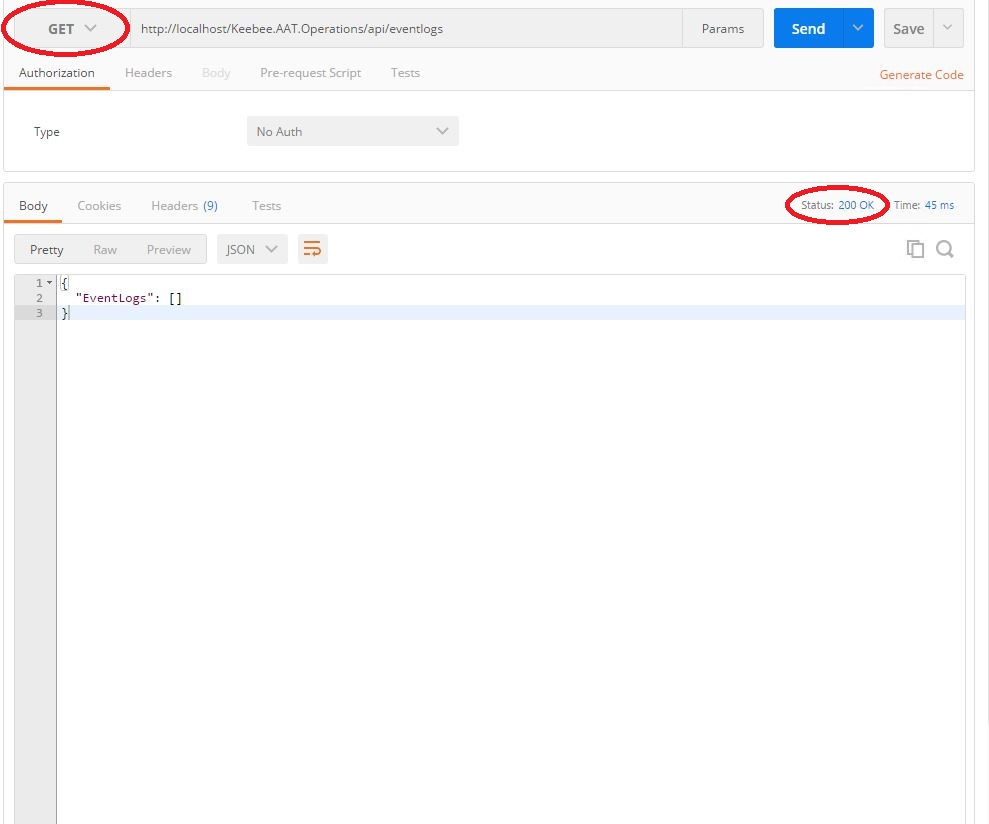 GET http://localhost/Keebee.AAT.Operations/api/eventlogs Params Send Save
Authorization Headers Body Pre-request Script Tests Generate Code
Type No Auth
Body Cookies Headers (9) Tests Status: 200 OK Time: 45 ms
Pretty Raw Preview JSON
1 {
2 "EventLogs": []
3 }